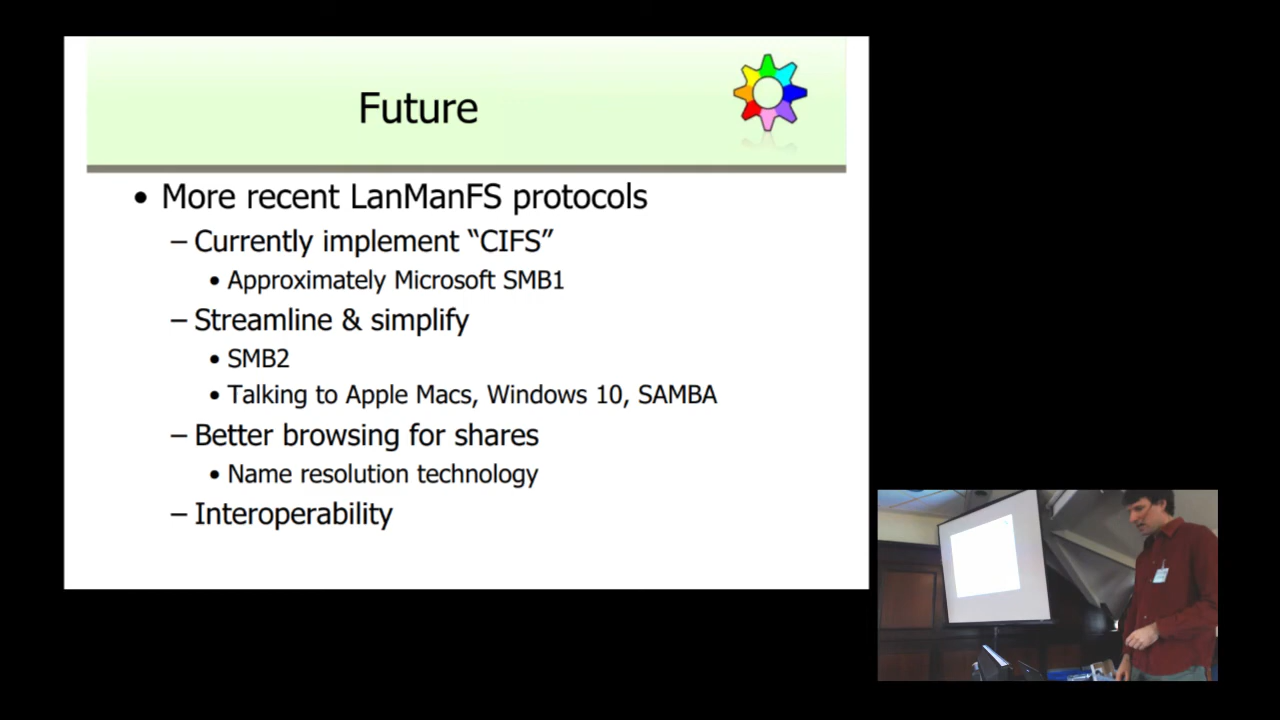 Future
• More recent LanManFS protocols
– Currently implement “CIFS”
• Approximately Microsoft SMB1
– Streamline & simplify
• SMB2
• Talking to Apple Macs, Windows 10, SAMBA
– Better browsing for shares
• Name resolution technology
– Interoperability